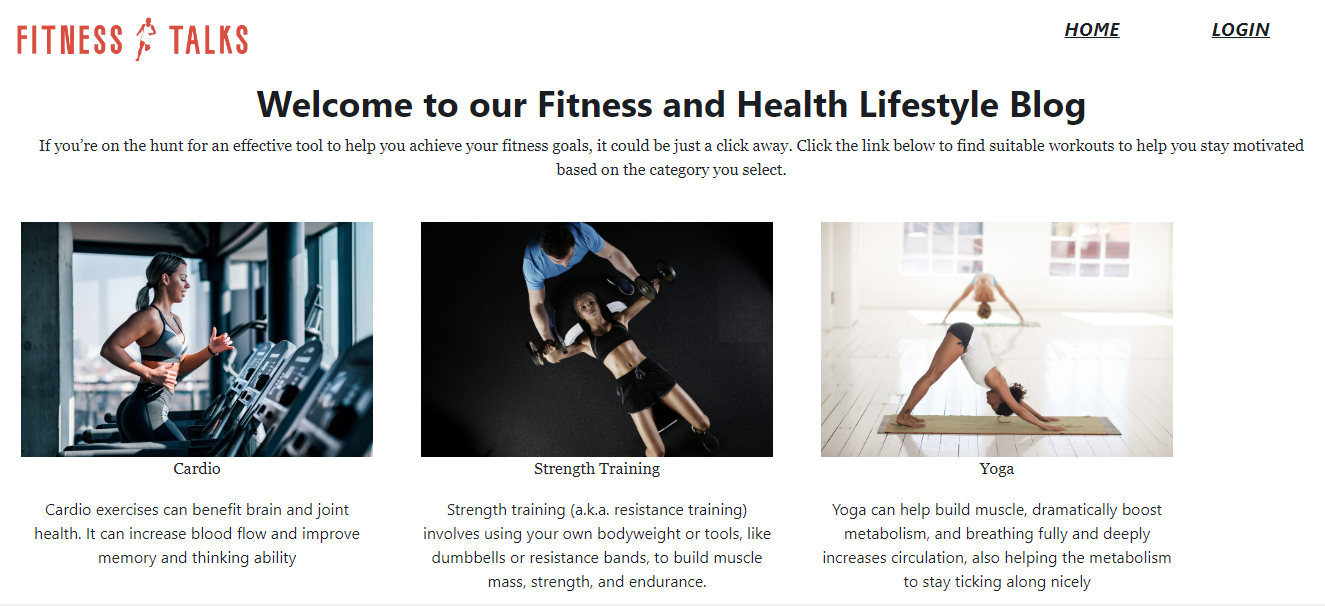 FITNESS TALKS
HOME
LOGIN
Welcome to our Fitness and Health Lifestyle Blog
If you’re on the hunt for an effective tool to help you achieve your fitness goals, it could be just a click away. Click the link below to find suitable workouts to help you stay motivated
based on the category you select.
Cardio
Cardio exercises can benefit brain and joint
health. It can increase blood flow and improve
memory and thinking ability
Strength Training
Strength training (a.k.a. resistance training)
involves using your own bodyweight or tools, like
dumbbells or resistance bands, to build muscle
mass, strength, and endurance.
Yoga
Yoga can help build muscle, dramatically boost
metabolism, and breathing fully and deeply
increases circulation, also helping the metabolism
to stay ticking along nicely